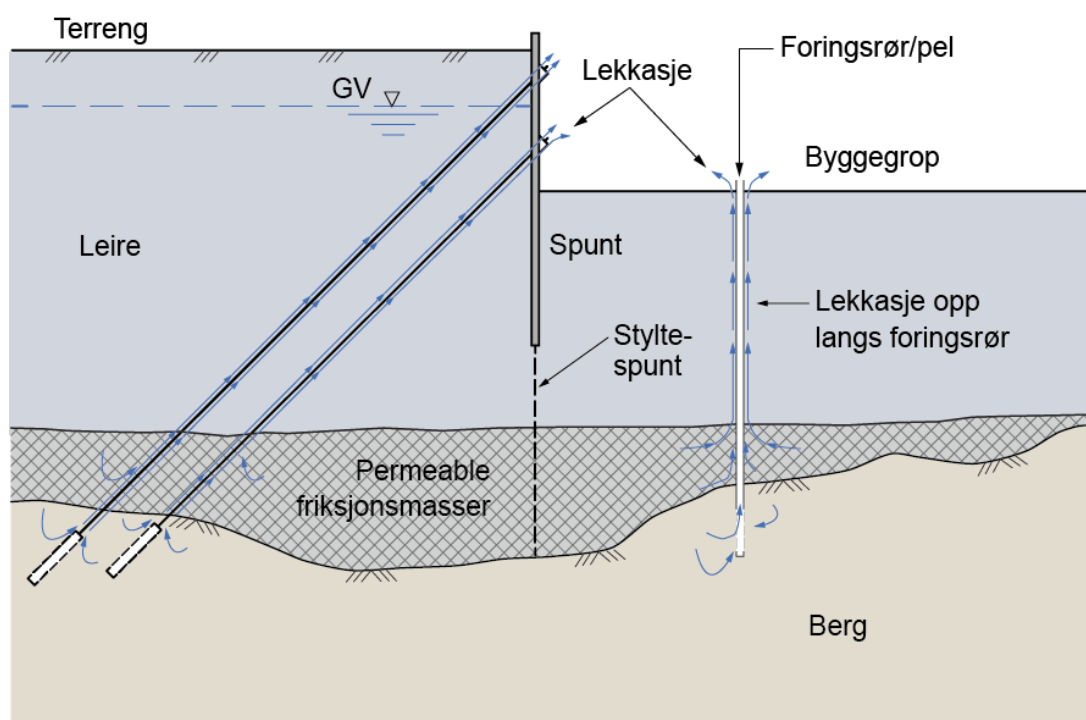 Terreng
GV
Lekkasje
Foringsrør/pel
Byggegrop
Leire
Spunt
Lekkasje opp
langs foringsrør
Stylte-
spunt
Permeable
friksjonsmasser
Berg